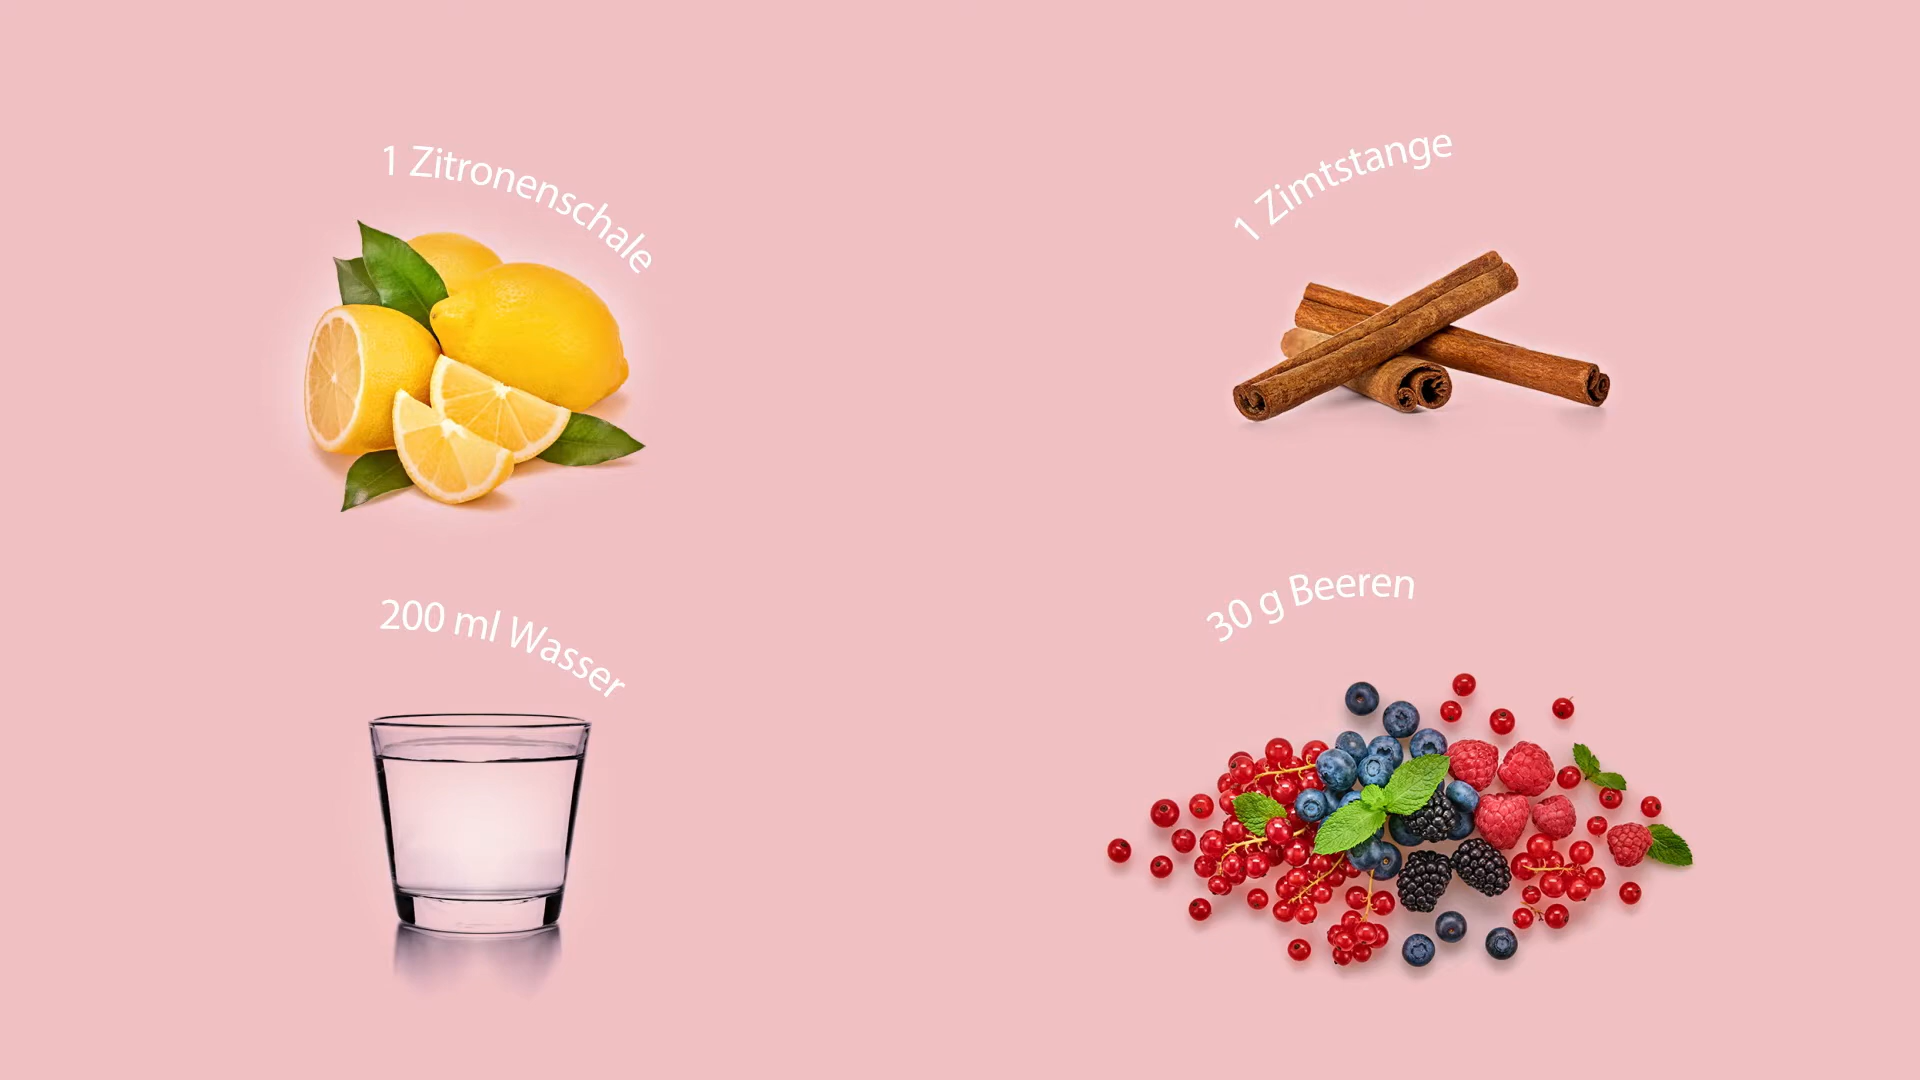 1 Zitronenschale
1 Zimtstange
200 ml Wasser
30 g Beeren